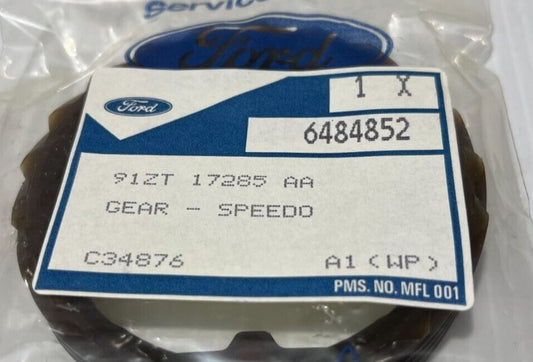 Service
Ford
Ford
1 X
6484852
91ZT 17285 AA
GEAR - SPEEDO
C34876 A1 (WP)
PMS. NO. MFL 001